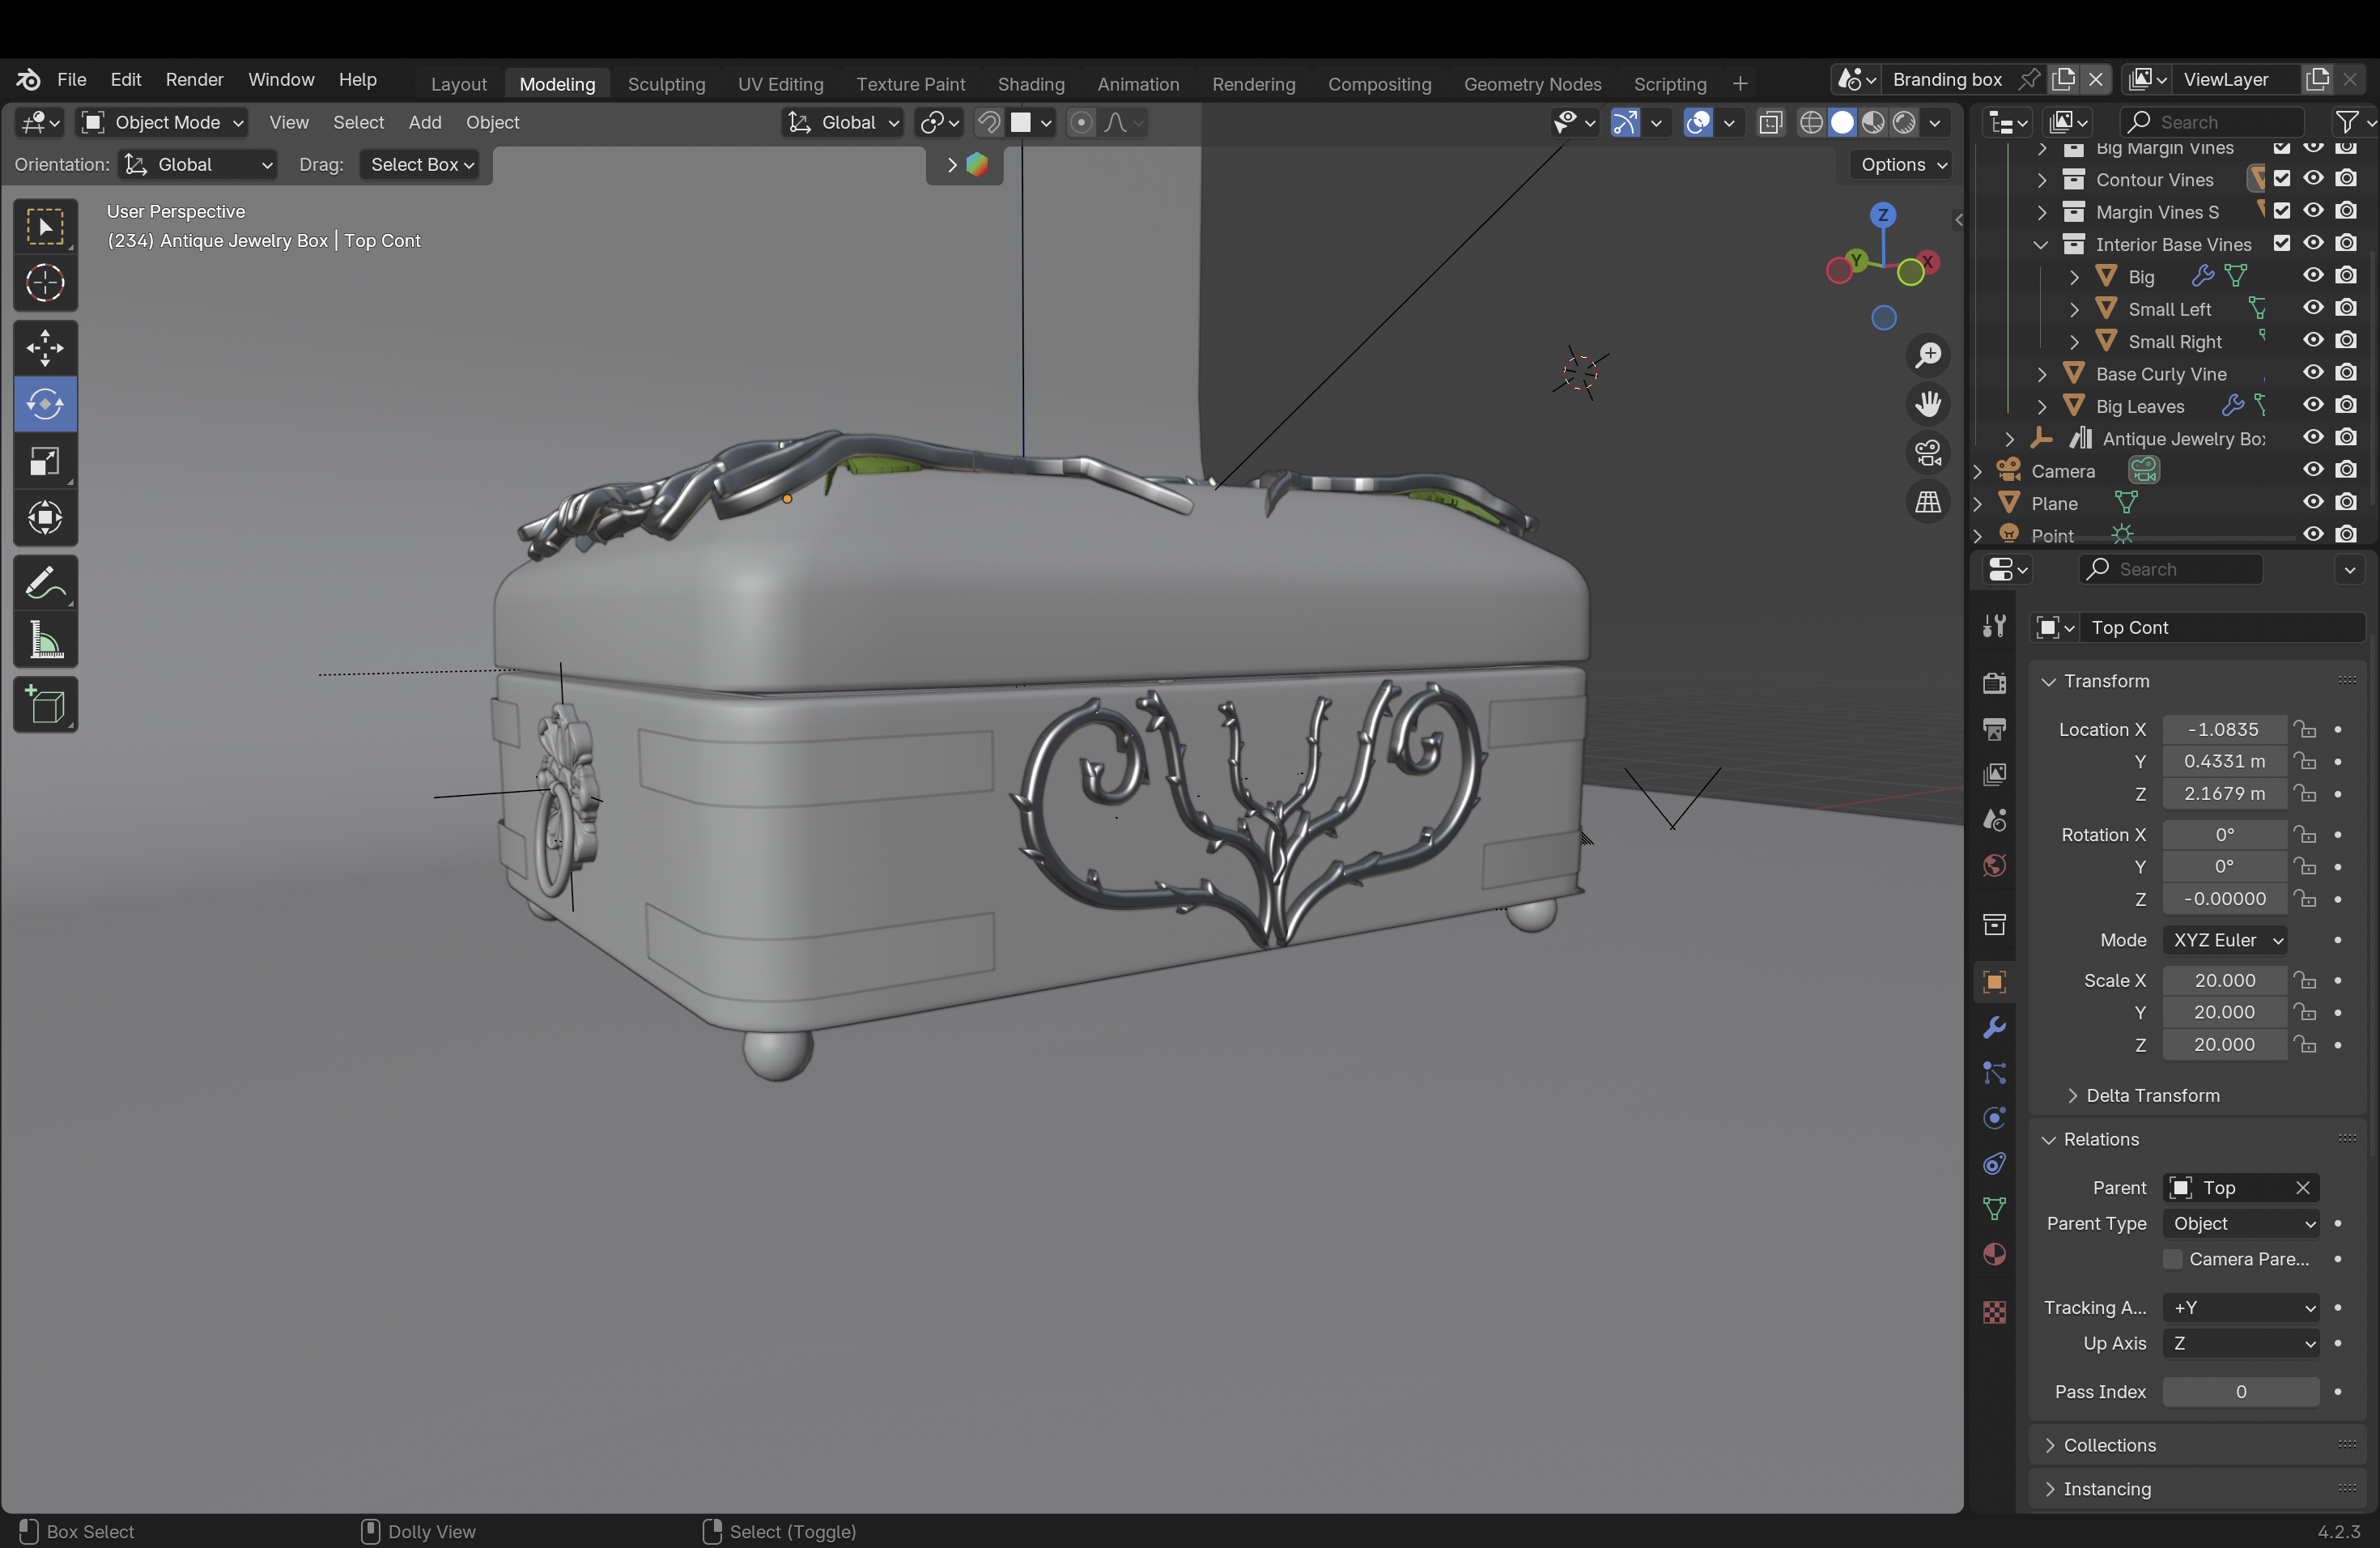 File Edit Render Window Help
Layout Modeling Sculpting UV Editing Texture Paint Shading Animation Rendering Compositing Geometry Nodes Scripting +
Branding box ViewLayer
Object Mode View Select Add Object Global
Search
Orientation: Global Drag: Select Box Options
User Perspective
(234) Antique Jewelry Box | Top Cont
Z
Y
X
Big Margin Vines
Contour Vines
Margin Vines S
Interior Base Vines
Big
Small Left
Small Right
Base Curly Vine
Big Leaves
Antique Jewelry Bo
Camera
Plane
Point
Search
Top Cont
Transform
Location X -1.0835
Y 0.4331 m
Z 2.1679 m
Rotation X 0°
Y 0°
Z -0.00000
Mode XYZ Euler
Scale X 20.000
Y 20.000
Z 20.000
Delta Transform
Relations
Parent Top
Parent Type Object
Camera Pare...
Tracking A... +Y
Up Axis Z
Pass Index 0
Collections
Instancing
Box Select Dolly View Select (Toggle) 4.2.3